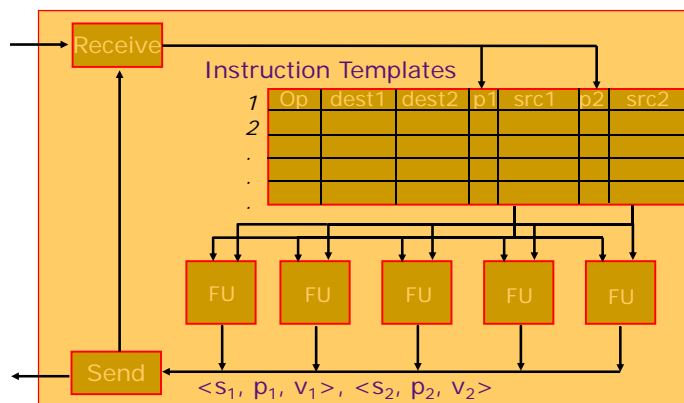 Receive
Instruction Templates
1 Op dest1 dest2 p1 src1 p2 src2
2
.
.
.
FU FU FU FU FU
Send
<s₁, p₁, v₁>, <s₂, p₂, v₂>